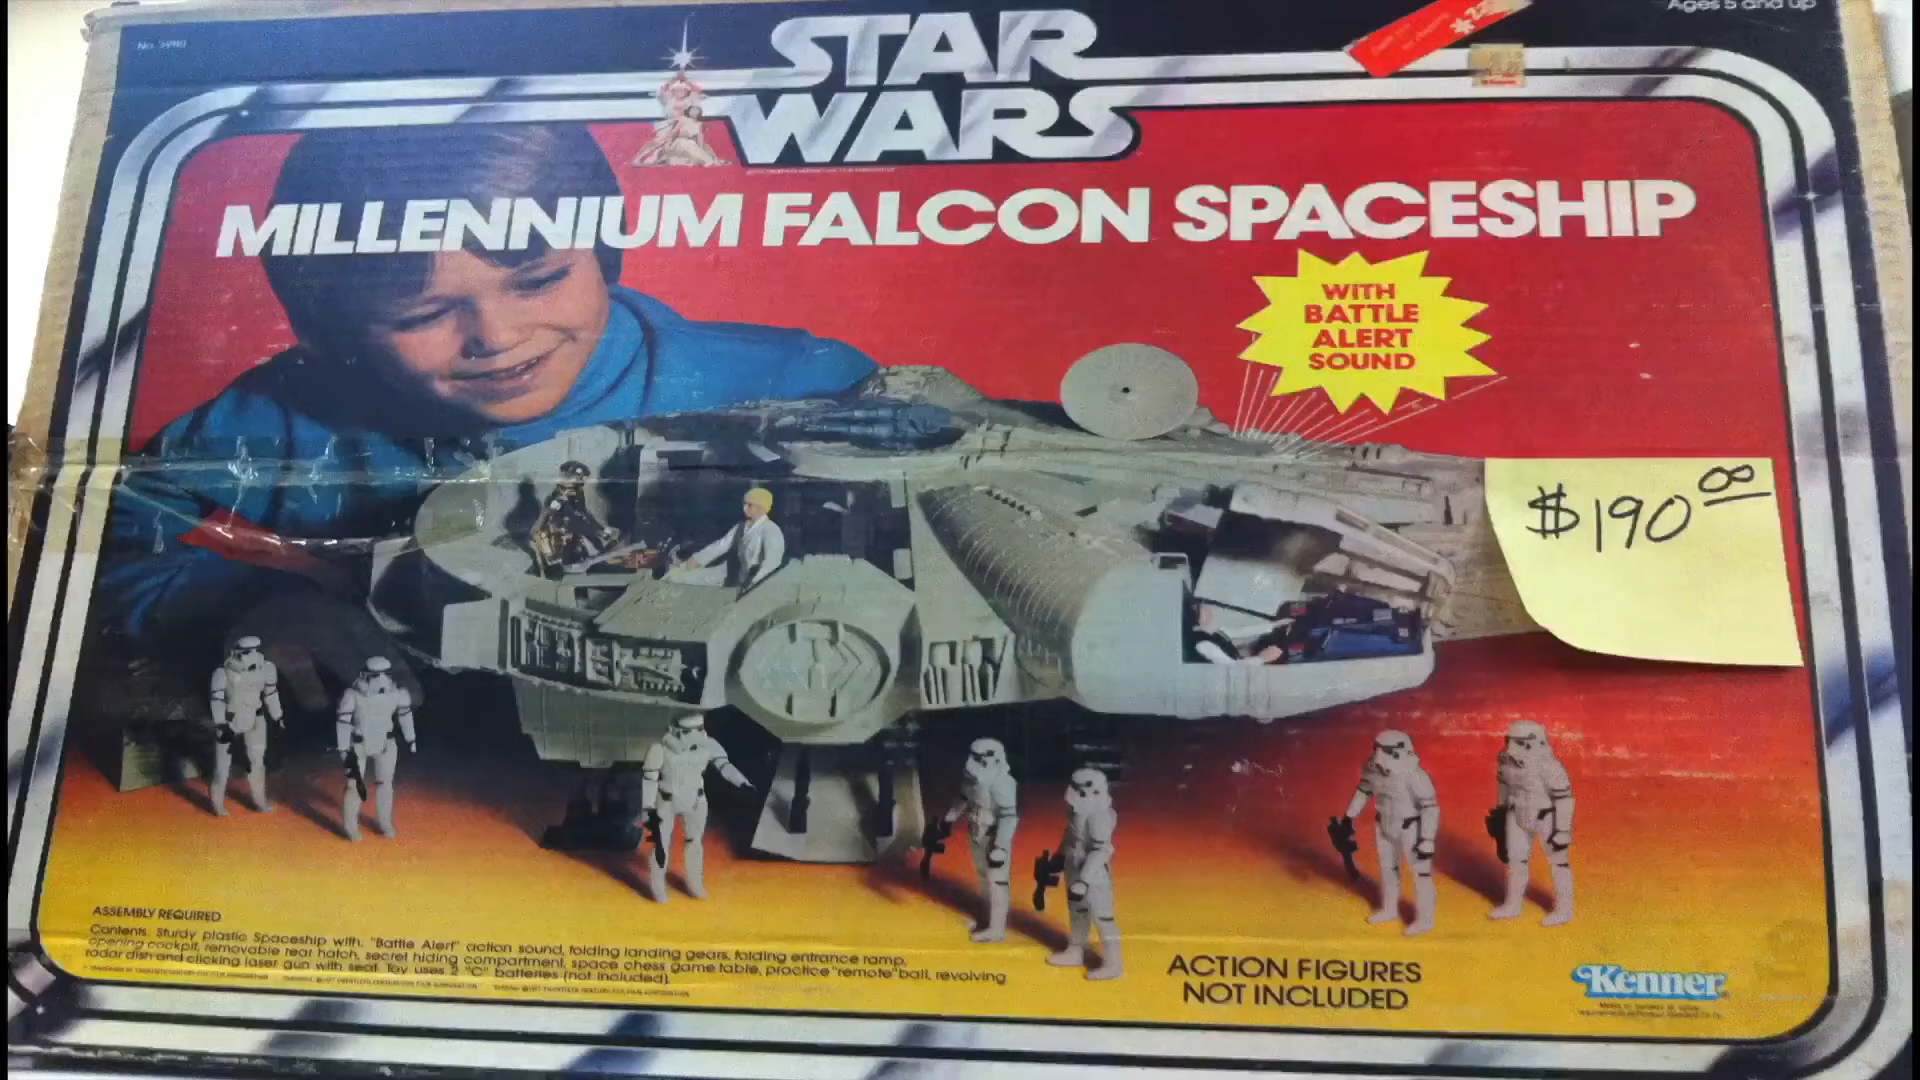 Ages 5 and up
STAR
WARS
MILLENNIUM FALCON SPACESHIP
WITH
BATTLE
ALERT
SOUND
$190.00
ASSEMBLY REQUIRED
Contents: Sturdy plastic Spaceship with: "Battle Alert" action sound, folding landing gears, folding entrance ramp,
opening cockpit, removable rear hatch, secret hiding compartment, space chess game table, practice "remote" ball, revolving
radar dish and clicking laser gun with seat. Toy uses 2 "C" batteries (not included).
ACTION FIGURES
NOT INCLUDED
Kenner